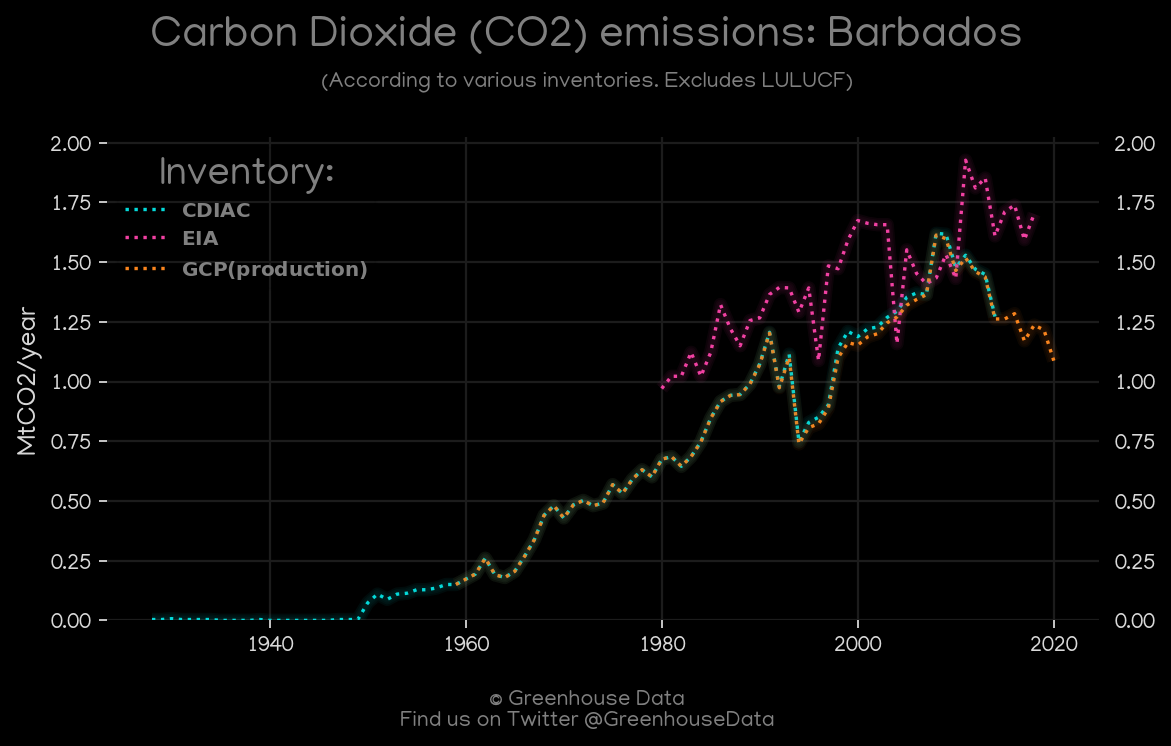 Carbon Dioxide (CO2) emissions: Barbados
(According to various inventories. Excludes LULUCF)
Inventory:
CDIAC
EIA
GCP(production)
MtCO2/year
2.00
1.75
1.50
1.25
1.00
0.75
0.50
0.25
0.00
2.00
1.75
1.50
1.25
1.00
0.75
0.50
0.25
0.00
1940
1960
1980
2000
2020
© Greenhouse Data
Find us on Twitter @GreenhouseData